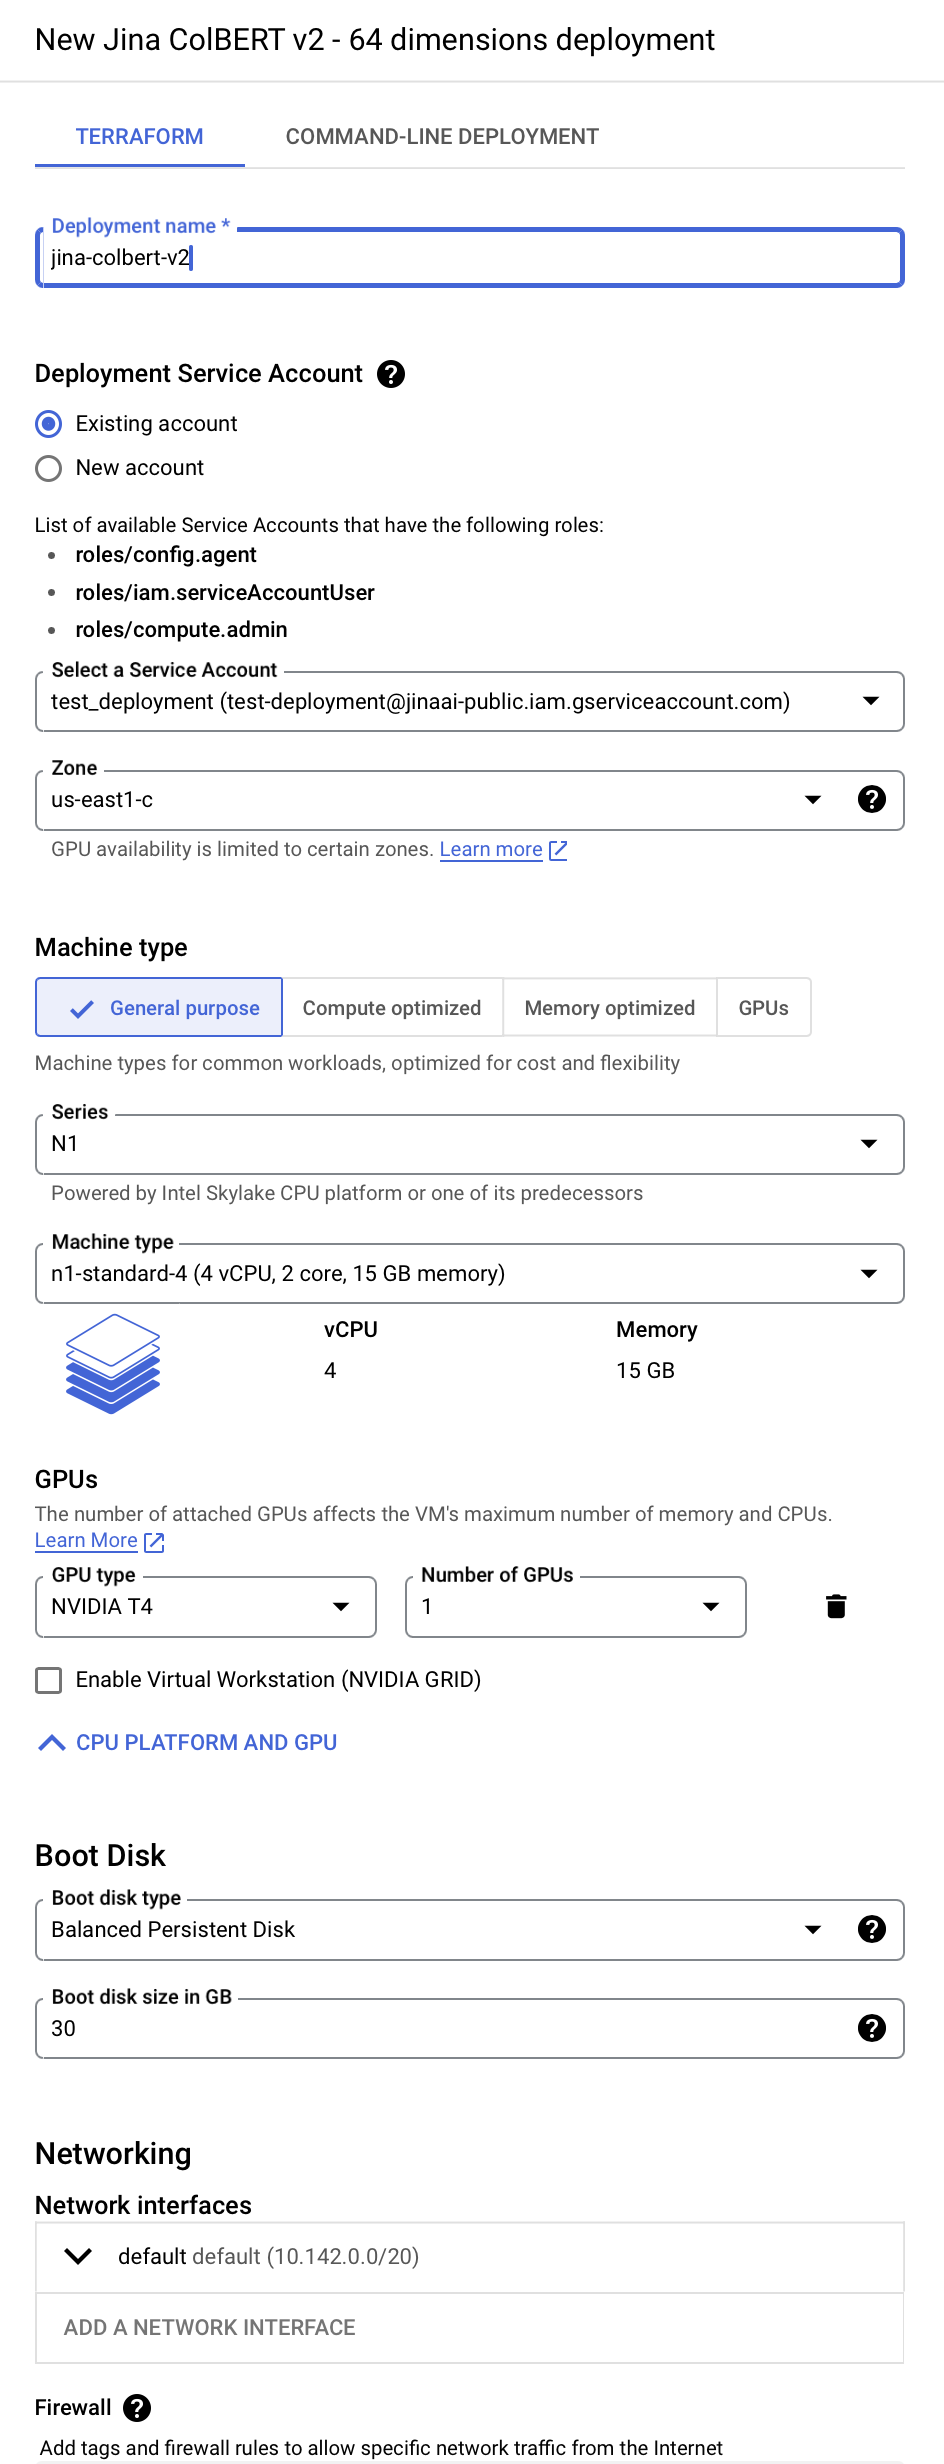 New Jina ColBERT v2 - 64 dimensions deployment
TERRAFORM COMMAND-LINE DEPLOYMENT
Deployment name *
jina-colbert-v2
Deployment Service Account
Existing account
New account
List of available Service Accounts that have the following roles:
• roles/config.agent
• roles/iam.serviceAccountUser
• roles/compute.admin
Select a Service Account
test_deployment (test-deployment@jinaai-public.iam.gserviceaccount.com)
Zone
us-east1-c
GPU availability is limited to certain zones. Learn more
Machine type
General purpose Compute optimized Memory optimized GPUs
Machine types for common workloads, optimized for cost and flexibility
Series
N1
Powered by Intel Skylake CPU platform or one of its predecessors
Machine type
n1-standard-4 (4 vCPU, 2 core, 15 GB memory)
vCPU Memory
4 15 GB
GPUs
The number of attached GPUs affects the VM's maximum number of memory and CPUs.
Learn More
GPU type Number of GPUs
NVIDIA T4 1
Enable Virtual Workstation (NVIDIA GRID)
CPU PLATFORM AND GPU
Boot Disk
Boot disk type
Balanced Persistent Disk
Boot disk size in GB
30
Networking
Network interfaces
default default (10.142.0.0/20)
ADD A NETWORK INTERFACE
Firewall
Add tags and firewall rules to allow specific network traffic from the Internet